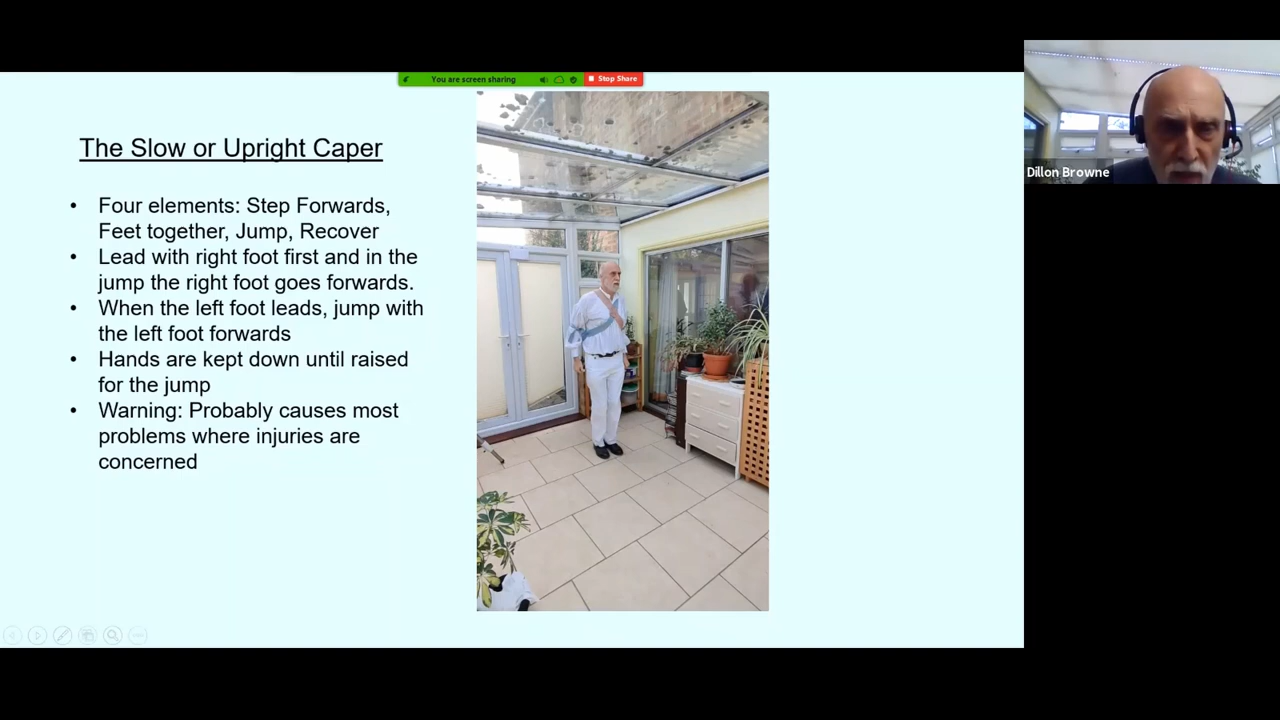 You are screen sharing
Stop Share
The Slow or Upright Caper
• Four elements: Step Forwards,
Feet together, Jump, Recover
• Lead with right foot first and in the
jump the right foot goes forwards.
• When the left foot leads, jump with
the left foot forwards
• Hands are kept down until raised
for the jump
• Warning: Probably causes most
problems where injuries are
concerned
Dillon Browne